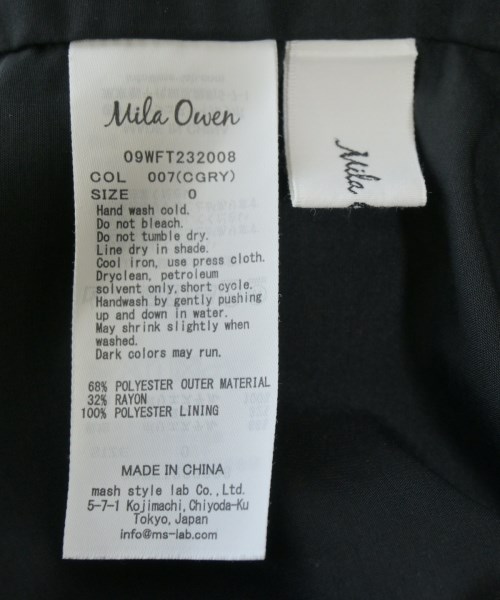 Mila Owen
09WFT232008
COL 007(CGRY)
SIZE 0
Hand wash cold.
Do not bleach.
Do not tumble dry.
Line dry in shade.
Cool iron, use press cloth.
Dryclean, petroleum
solvent only,short cycle.
Handwash by gently pushing
up and down in water.
May shrink slightly when
washed.
Dark colors may run.
68% POLYESTER OUTER MATERIAL
32% RAYON
100% POLYESTER LINING
MADE IN CHINA
mash style lab Co.,Ltd.
5-7-1 Kojimachi,Chiyoda-Ku
Tokyo,Japan
info@ms-lab.com
Mila